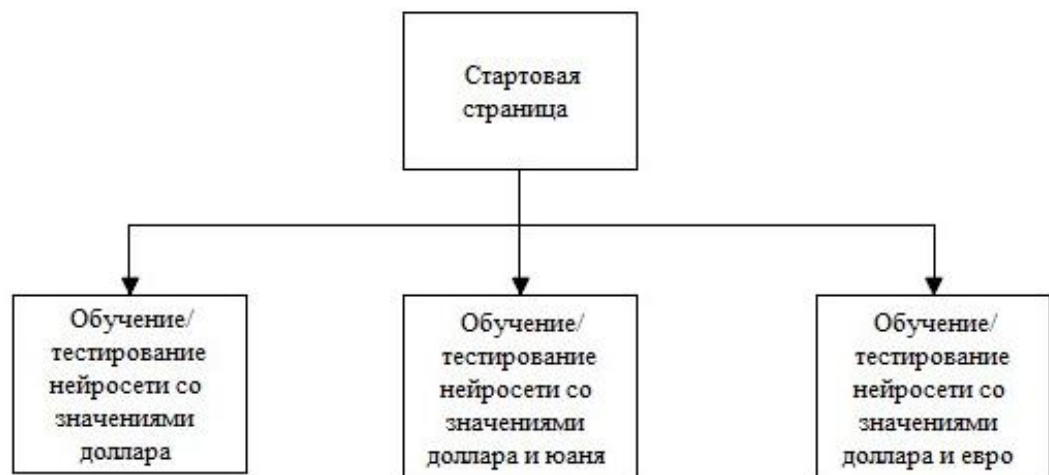 Стартовая
страница
Обучение/
тестирование
нейросети со
значениями
доллара
Обучение/
тестирование
нейросети со
значениями
доллара и юаня
Обучение/
тестирование
нейросети со
значениями
доллара и евро